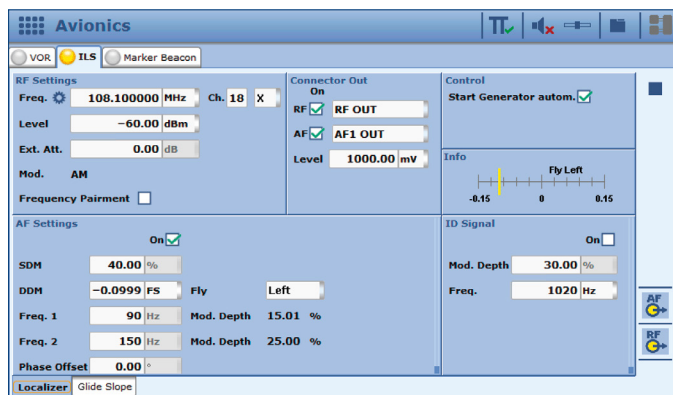 Avionics
VOR ILS Marker Beacon
RF Settings
Freq. 108.100000 MHz Ch. 18 X
Level -60.00 dBm
Ext. Att. 0.00 dB
Mod. AM
Frequency Pairment
Connector Out
On
RF RF OUT
AF AF1 OUT
Level 1000.00 mV
Control
Start Generator autom.
Info
Fly Left
-0.15 0 0.15
AF Settings
On
SDM 40.00 %
DDM -0.0999 FS Fly Left
Freq. 1 90 Hz Mod. Depth 15.01 %
Freq. 2 150 Hz Mod. Depth 25.00 %
Phase Offset 0.00 °
ID Signal
On
Mod. Depth 30.00 %
Freq. 1020 Hz
AF
RF
Localizer Glide Slope